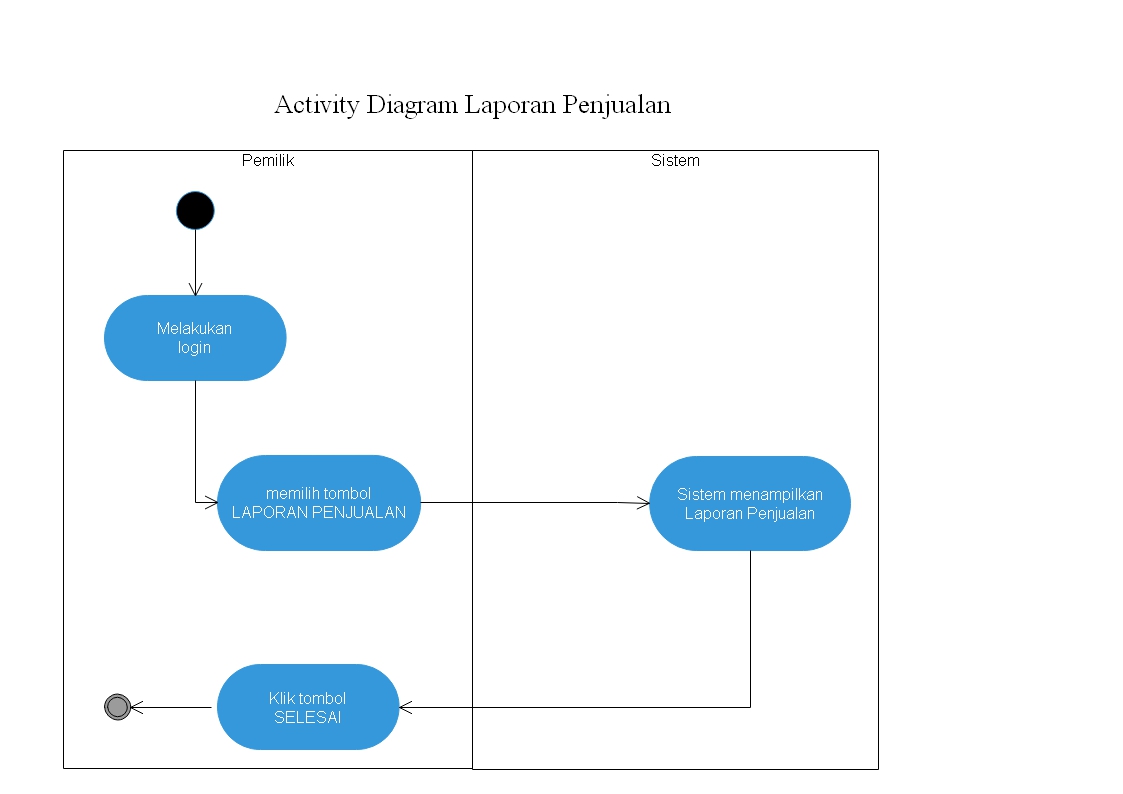 Activity Diagram Laporan Penjualan
Pemilik
Sistem
Melakukan
login
memilih tombol
LAPORAN PENJUALAN
Sistem menampilkan
Laporan Penjualan
Klik tombol
SELESAI